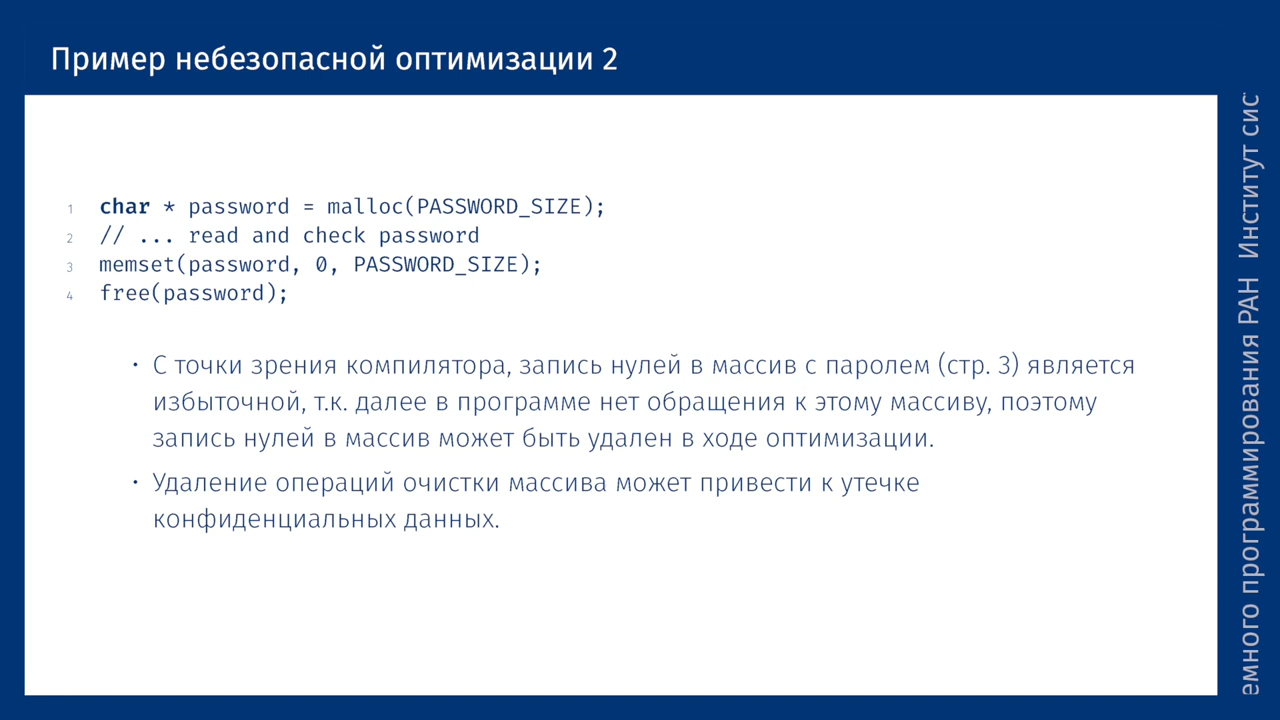 Пример небезопасной оптимизации 2
1 char * password = malloc(PASSWORD_SIZE);
2 // ... read and check password
3 memset(password, 0, PASSWORD_SIZE);
4 free(password);
• С точки зрения компилятора, запись нулей в массив с паролем (стр. 3) является
избыточной, т.к. далее в программе нет обращения к этому массиву, поэтому
запись нулей в массив может быть удален в ходе оптимизации.
• Удаление операций очистки массива может привести к утечке
конфиденциальных данных.
емного программирования РАН Институт сис